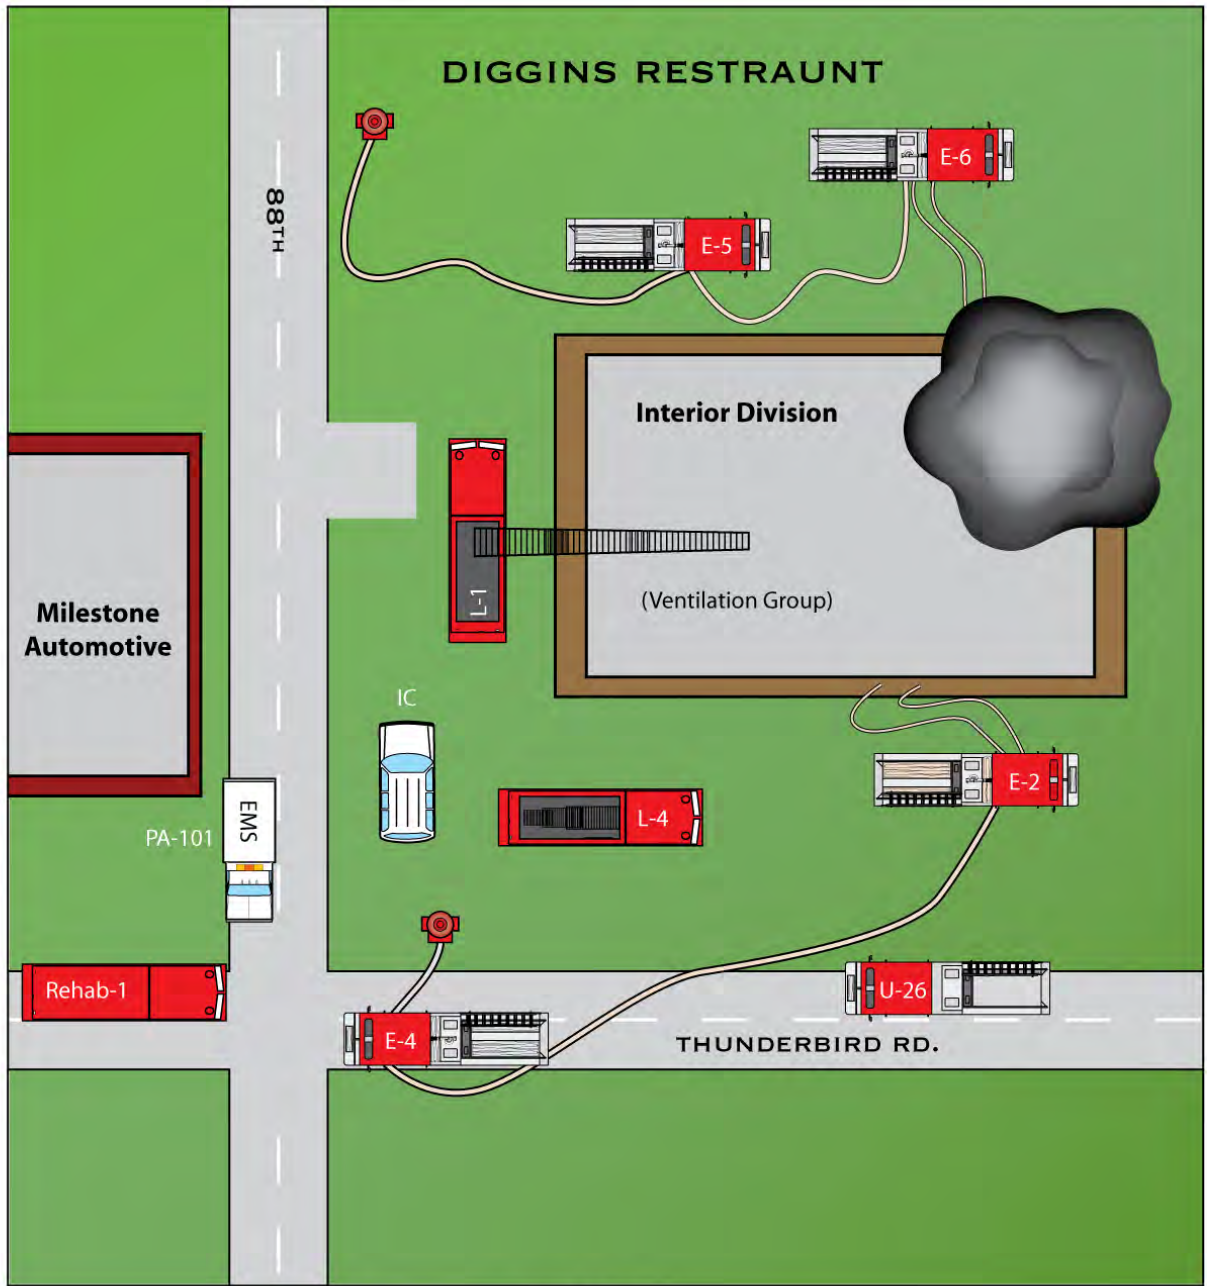 DIGGINS RESTRAUNT
88TH
E-6
E-5
Interior Division
L-1
(Ventilation Group)
Milestone
Automotive
IC
E-2
L-4
EMS
PA-101
Rehab-1
U-26
E-4
THUNDERBIRD RD.